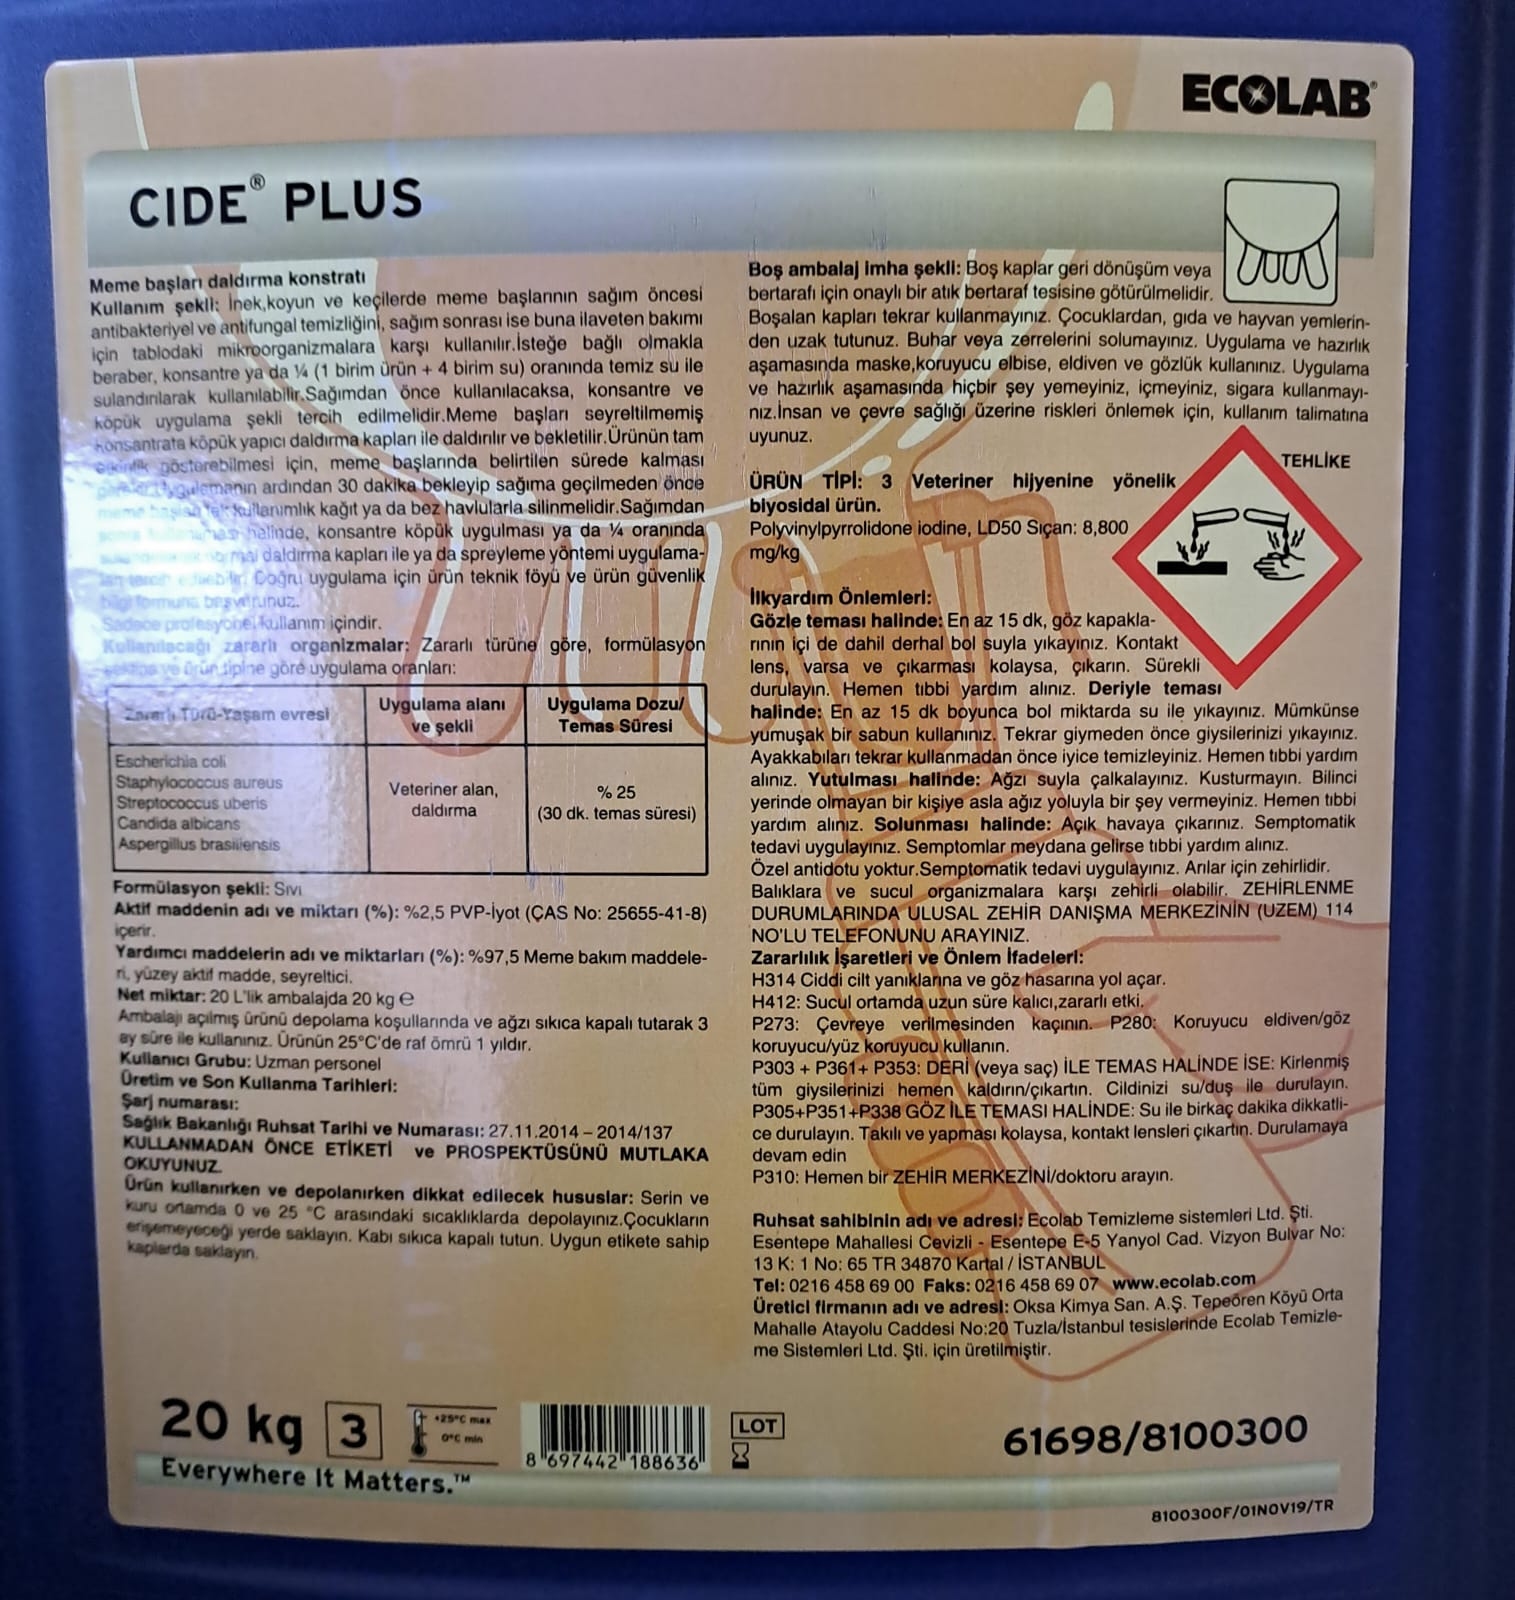 ECOLAB®
CIDE® PLUS
Meme başları daldırma konstratı
Kullanım şekli: İnek,koyun ve keçilerde meme başlarının sağım öncesi
antibakteriyel ve antifungal temizliğini, sağım sonrası ise buna ilaveten bakımı
için tablodaki mikroorganizmalara karşı kullanılır.İsteğe bağlı olmakla
beraber, konsantre ya da ¼ (1 birim ürün + 4 birim su) oranında temiz su ile
sulandırılarak kullanılabilir.Sağımdan önce kullanılacaksa, konsantre ve
köpük uygulama şekli tercih edilmelidir.Meme başları seyreltilmemiş
konsantrata köpük yapıcı daldırma kapları ile daldırılır ve bekletilir.Ürünün tam
etkinlik gösterebilmesi için, meme başlarında belirtilen sürede kalması
Uygulamanın ardından 30 dakika bekleyip sağıma geçilmeden önce
meme başları tek kullanımlık kağıt ya da bez havlularla silinmelidir.Sağımdan
sonra kullanılması halinde, konsantre köpük uygulması ya da ¼ oranında
daldırma kapları ile ya da spreyleme yöntemi uygulama-
Doğru uygulama için ürün teknik föyü ve ürün güvenlik
bilgi formuna başvurunuz.
Sadece profesyonel kullanım içindir.
Kullanılacağı zararlı organizmalar: Zararlı türüne göre, formülasyon
şekline ve ürün tipine göre uygulama oranları:
Zararlı Türü-Yaşam evresi
Uygulama alanı
ve şekli
Uygulama Dozu/
Temas Süresi
Escherichia coli
Staphylococcus aureus
Streptococcus uberis
Candida albicans
Aspergillus brasiliensis
Veteriner alan,
daldırma
% 25
(30 dk. temas süresi)
Formülasyon şekli: Sıvı
Aktif maddenin adı ve miktarı (%): %2,5 PVP-İyot (ÇAS No: 25655-41-8)
içerir.
Yardımcı maddelerin adı ve miktarları (%): %97,5 Meme bakım maddele-
ri, yüzey aktif madde, seyreltici.
Net miktar: 20 L'lik ambalajda 20 kg ℮
Ambalajı açılmış ürünü depolama koşullarında ve ağzı sıkıca kapalı tutarak 3
ay süre ile kullanınız. Ürünün 25°C'de raf ömrü 1 yıldır.
Kullanıcı Grubu: Uzman personel
Üretim ve Son Kullanma Tarihleri:
Şarj numarası:
Sağlık Bakanlığı Ruhsat Tarihi ve Numarası: 27.11.2014 – 2014/137
KULLANMADAN ÖNCE ETİKETİ ve PROSPEKTÜSÜNÜ MUTLAKA
OKUYUNUZ.
Ürün kullanırken ve depolanırken dikkat edilecek hususlar: Serin ve
kuru ortamda 0 ve 25 °C arasındaki sıcaklıklarda depolayınız.Çocukların
erişemeyeceği yerde saklayın. Kabı sıkıca kapalı tutun. Uygun etikete sahip
kaplarda saklayın.
Boş ambalaj imha şekli: Boş kaplar geri dönüşüm veya
bertarafı için onaylı bir atık bertaraf tesisine götürülmelidir.
Boşalan kapları tekrar kullanmayınız. Çocuklardan, gıda ve hayvan yemlerin-
den uzak tutunuz. Buhar veya zerrelerini solumayınız. Uygulama ve hazırlık
aşamasında maske,koruyucu elbise, eldiven ve gözlük kullanınız. Uygulama
ve hazırlık aşamasında hiçbir şey yemeyiniz, içmeyiniz, sigara kullanmayı-
nız.İnsan ve çevre sağlığı üzerine riskleri önlemek için, kullanım talimatına
uyunuz.
TEHLİKE
ÜRÜN TİPİ: 3 Veteriner hijyenine yönelik
biyosidal ürün.
Polyvinylpyrrolidone iodine, LD50 Sıçan: 8,800
mg/kg
İlkyardım Önlemleri:
Gözle teması halinde: En az 15 dk, göz kapakla-
rının içi de dahil derhal bol suyla yıkayınız. Kontakt
lens, varsa ve çıkarması kolaysa, çıkarın. Sürekli
durulayın. Hemen tıbbi yardım alınız. Deriyle teması
halinde: En az 15 dk boyunca bol miktarda su ile yıkayınız. Mümkünse
yumuşak bir sabun kullanınız. Tekrar giymeden önce giysilerinizi yıkayınız.
Ayakkabıları tekrar kullanmadan önce iyice temizleyiniz. Hemen tıbbi yardım
alınız. Yutulması halinde: Ağzı suyla çalkalayınız. Kusturmayın. Bilinci
yerinde olmayan bir kişiye asla ağız yoluyla bir şey vermeyiniz. Hemen tıbbi
yardım alınız. Solunması halinde: Açık havaya çıkarınız. Semptomatik
tedavi uygulayınız. Semptomlar meydana gelirse tıbbi yardım alınız.
Özel antidotu yoktur.Semptomatik tedavi uygulayınız. Arılar için zehirlidir.
Balıklara ve sucul organizmalara karşı zehirli olabilir. ZEHİRLENME
DURUMLARINDA ULUSAL ZEHİR DANIŞMA MERKEZİNİN (UZEM) 114
NO'LU TELEFONUNU ARAYINIZ.
Zararlılık İşaretleri ve Önlem İfadeleri:
H314 Ciddi cilt yanıklarına ve göz hasarına yol açar.
H412: Sucul ortamda uzun süre kalıcı,zararlı etki.
P273: Çevreye verilmesinden kaçının. P280: Koruyucu eldiven/göz
koruyucu/yüz koruyucu kullanın.
P303 + P361+ P353: DERİ (veya saç) İLE TEMAS HALİNDE İSE: Kirlenmiş
tüm giysilerinizi hemen kaldırın/çıkartın. Cildinizi su/duş ile durulayın.
P305+P351+P338 GÖZ İLE TEMASI HALİNDE: Su ile birkaç dakika dikkatli-
ce durulayın. Takılı ve yapması kolaysa, kontakt lensleri çıkartın. Durulamaya
devam edin
P310: Hemen bir ZEHİR MERKEZİNİ/doktoru arayın.
Ruhsat sahibinin adı ve adresi: Ecolab Temizleme sistemleri Ltd. Şti.
Esentepe Mahallesi Cevizli - Esentepe E-5 Yanyol Cad. Vizyon Bulvar No:
13 K: 1 No: 65 TR 34870 Kartal / İSTANBUL
Tel: 0216 458 69 00 Faks: 0216 458 69 07 www.ecolab.com
Üretici firmanın adı ve adresi: Oksa Kimya San. A.Ş. Tepeören Köyü Orta
Mahalle Atayolu Caddesi No:20 Tuzla/İstanbul tesislerinde Ecolab Temizle-
me Sistemleri Ltd. Şti. için üretilmiştir.
20 kg 3
+25°C max
0°C min
8 697442 188636
LOT
61698/8100300
Everywhere It Matters.™
8100300F/01NOV19/TR